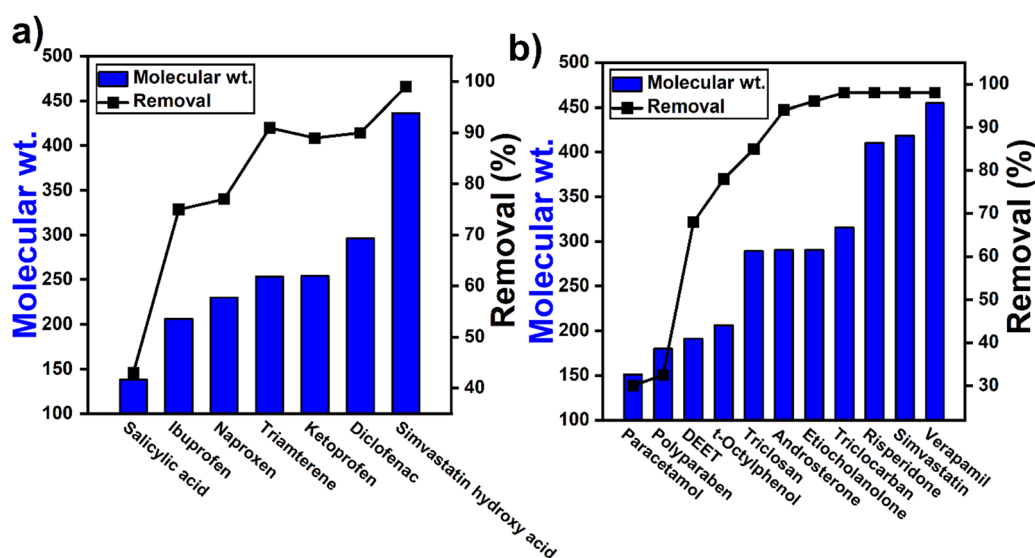 a)
Molecular wt.
Removal
500
450
400
350
300
250
200
150
100
Molecular wt.
100
90
80
70
60
50
40
Removal (%)
Salicylic acid
Ibuprofen
Naproxen
Triamterene
Ketoprofen
Diclofenac
Simvastatin hydroxy acid
b)
Molecular wt.
Removal
500
450
400
350
300
250
200
150
100
Molecular wt.
100
90
80
70
60
50
40
30
Removal (%)
Paracetamol
Polyparaben
DEET
t-Octylphenol
Triclosan
Androsterone
Etiocholanolone
Triclocarban
Risperidone
Simvastatin
Verapamil